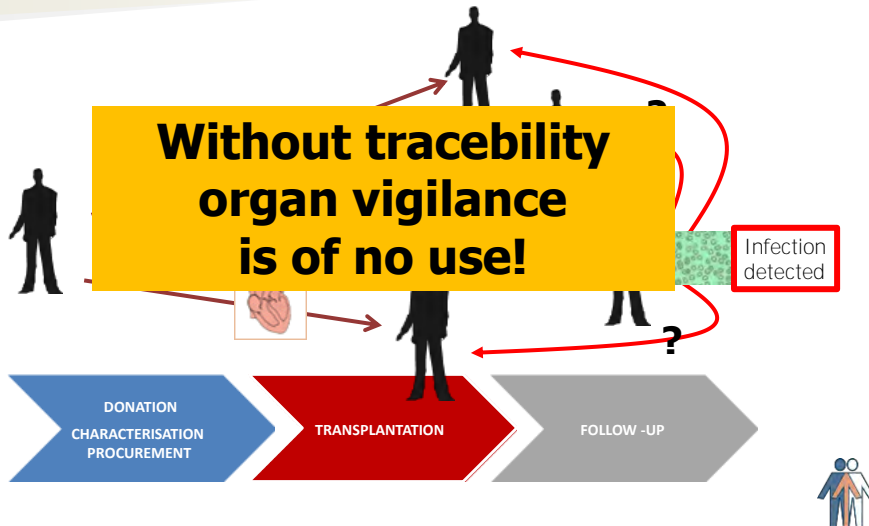 ?
Without tracebility
organ vigilance
is of no use!
Infection
detected
?
DONATION
CHARACTERISATION
PROCUREMENT
TRANSPLANTATION
FOLLOW -UP